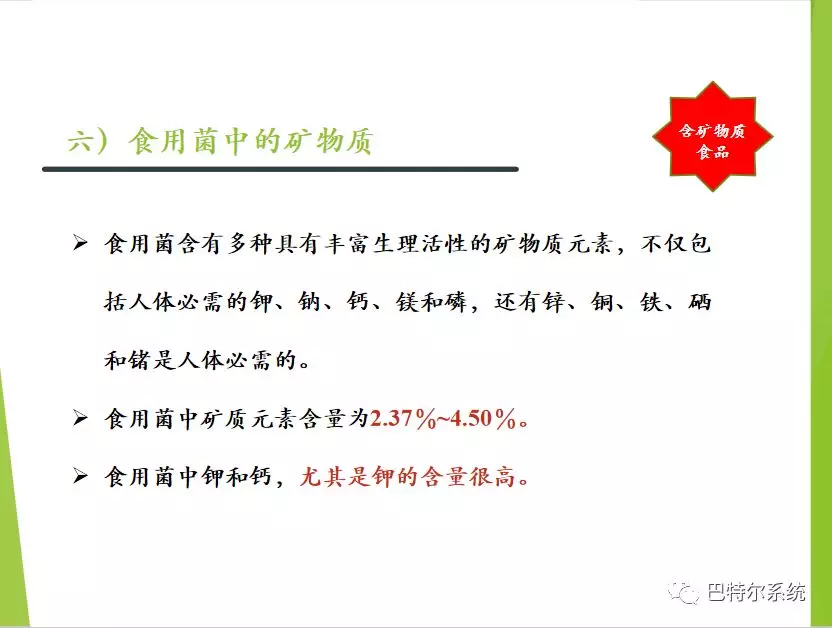 六）食用菌中的矿物质
含矿物质
食品
食用菌含有多种具有丰富生理活性的矿物质元素，不仅包
括人体必需的钾、钠、钙、镁和磷，还有锌、铜、铁、硒
和锗是人体必需的。
食用菌中矿质元素含量为2.37%~4.50%。
食用菌中钾和钙，尤其是钾的含量很高。
巴特尔系统